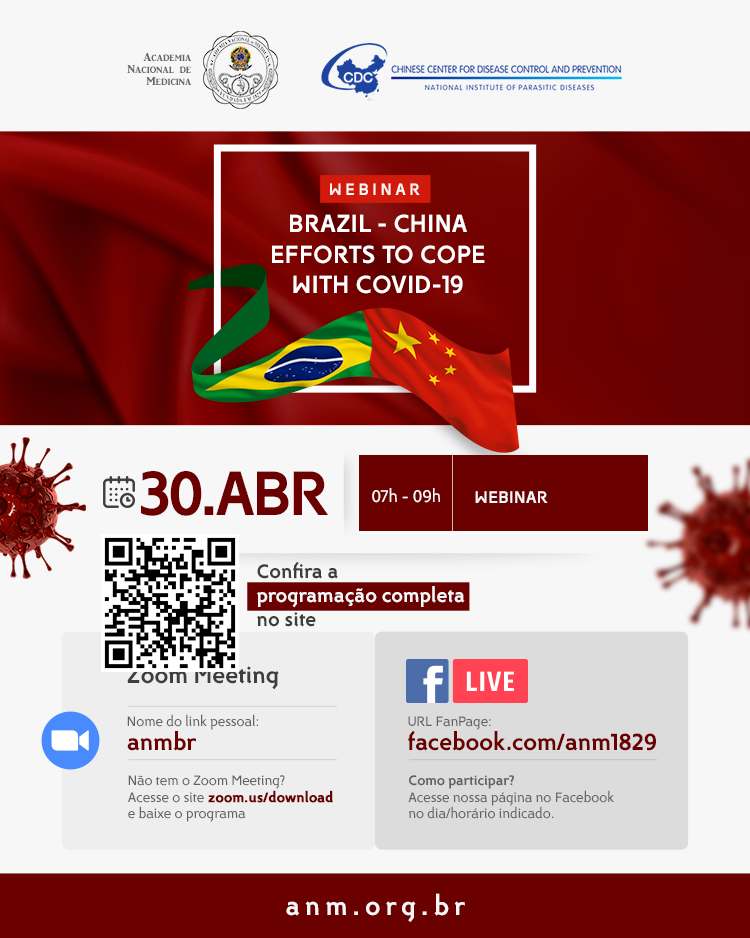 ACADEMIA
NACIONAL DE
MEDICINA
CDC
CHINESE CENTER FOR DISEASE CONTROL AND PREVENTION
NATIONAL INSTITUTE OF PARASITIC DISEASES
WEBINAR
BRAZIL - CHINA
EFFORTS TO COPE
WITH COVID-19
30.ABR
07h - 09h
WEBINAR
Confira a
programação completa
no site
Zoom Meeting
Nome do link pessoal:
anmbr
Não tem o Zoom Meeting?
Acesse o site zoom.us/download
e baixe o programa
f LIVE
URL FanPage:
facebook.com/anm1829
Como participar?
Acesse nossa página no Facebook
no dia/horário indicado.
anm.org.br